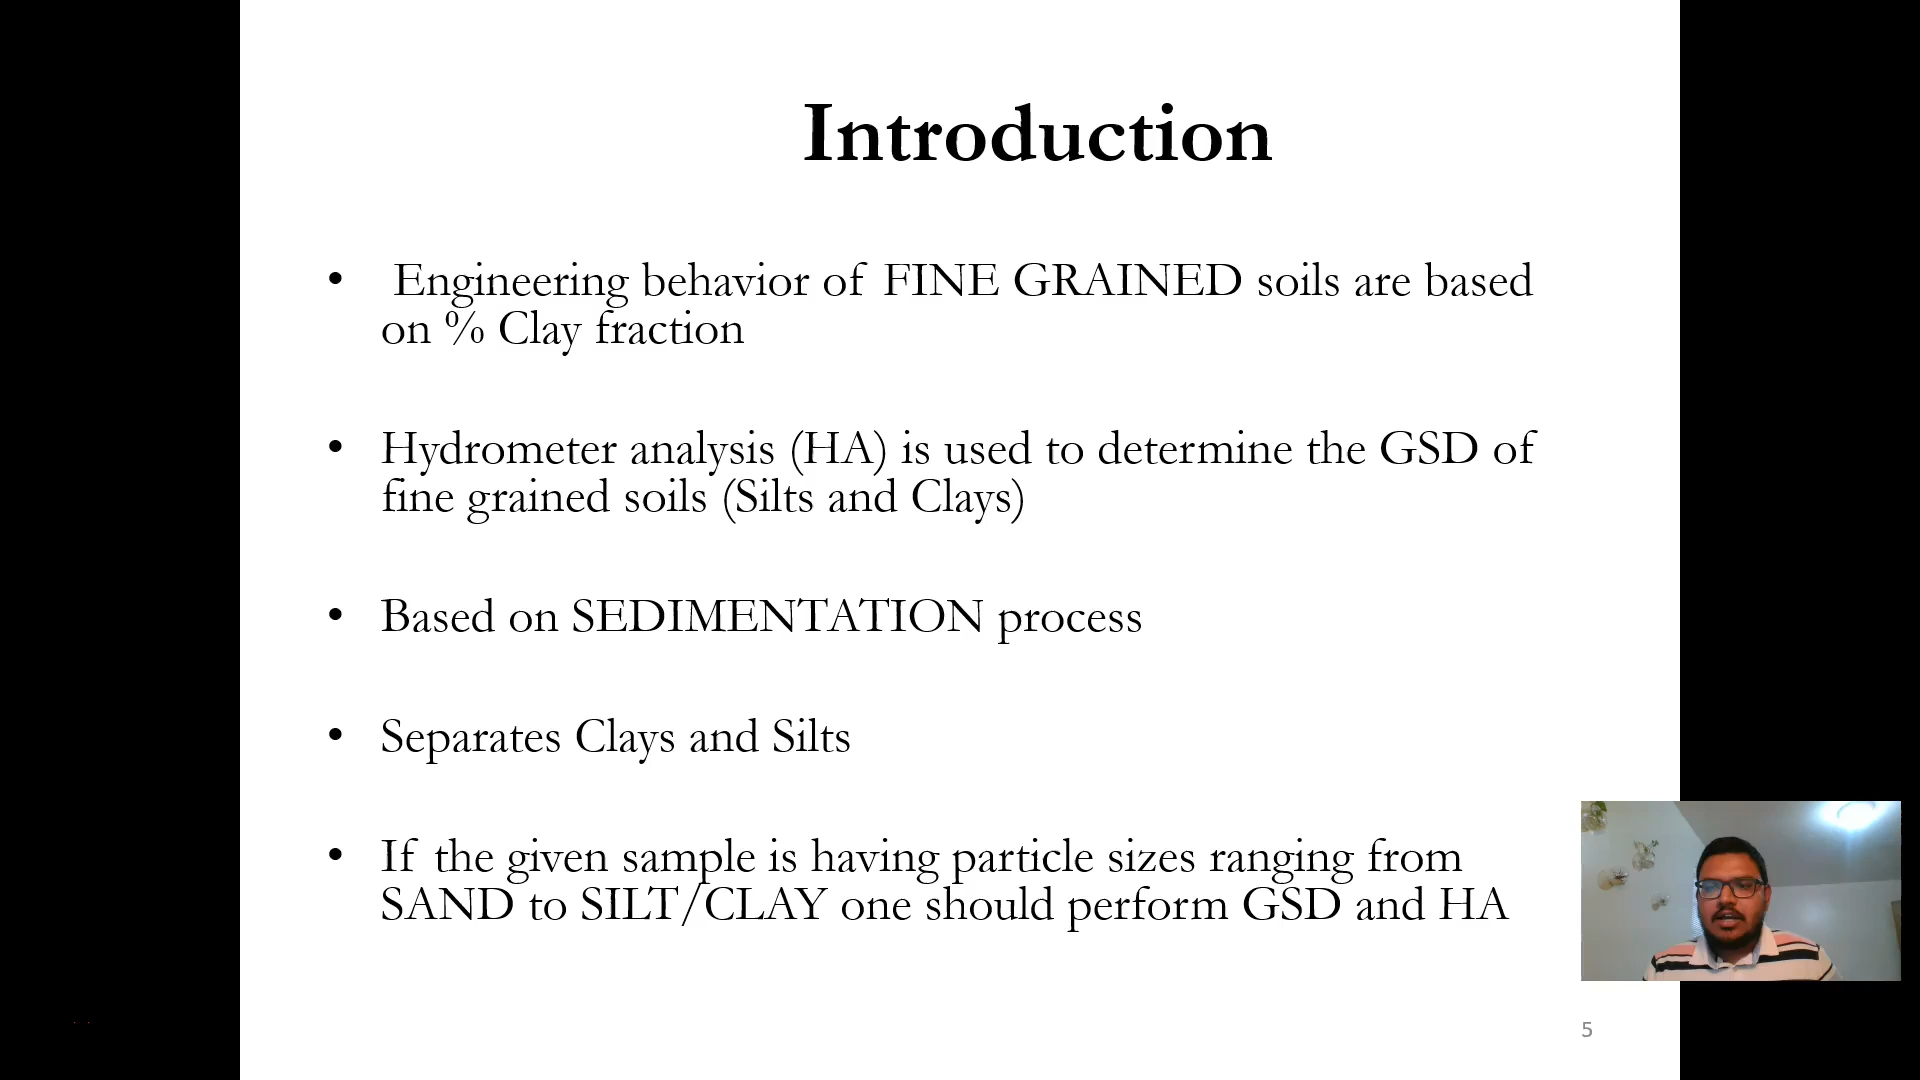 Introduction
• Engineering behavior of FINE GRAINED soils are based
on % Clay fraction
• Hydrometer analysis (HA) is used to determine the GSD of
fine grained soils (Silts and Clays)
• Based on SEDIMENTATION process
• Separates Clays and Silts
• If the given sample is having particle sizes ranging from
SAND to SILT/CLAY one should perform GSD and HA
5